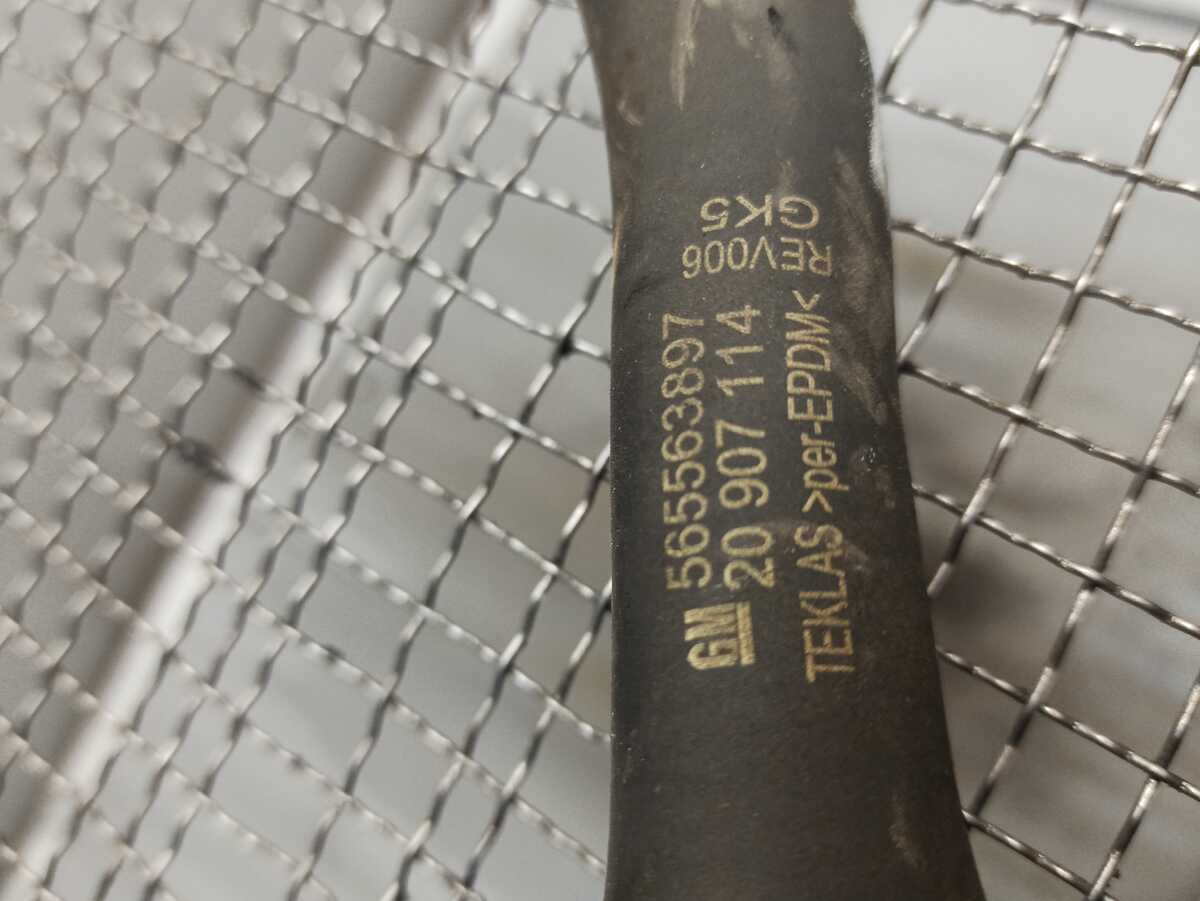 GM 565563897
20 907 114
TEKLAS >per-EPDM<
REV006
GK5